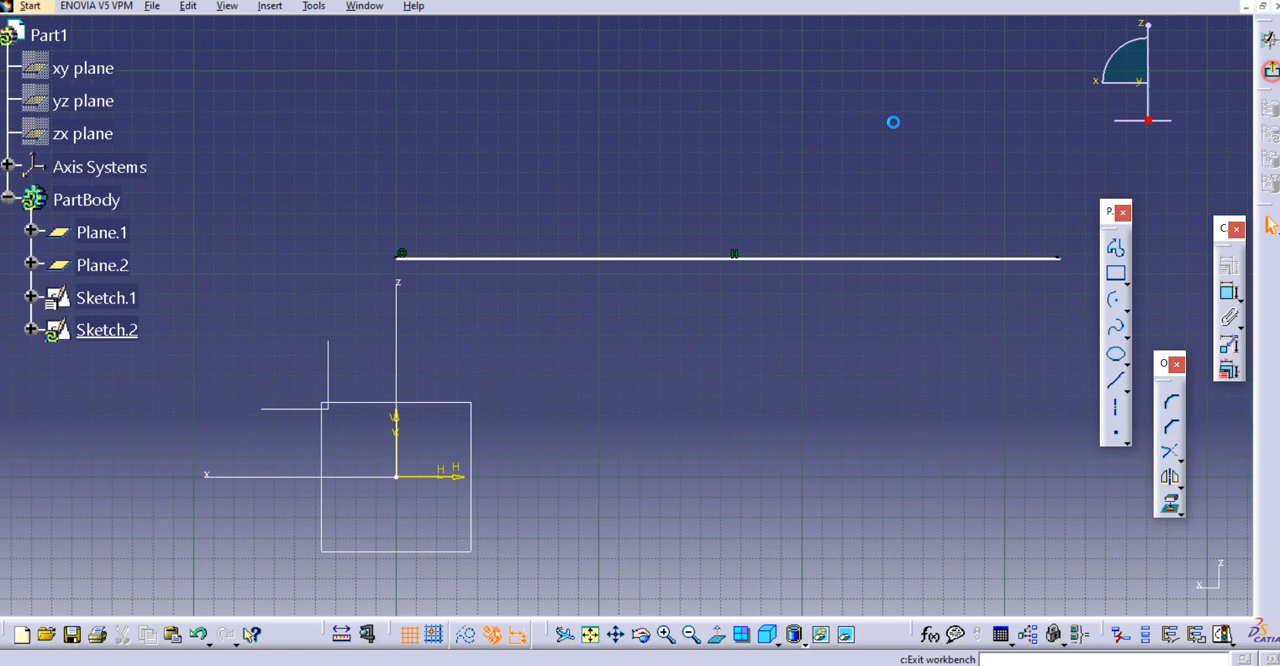 Start ENOVIA V5 VPM File Edit View Insert Tools Window Help
Part1
xy plane
yz plane
zx plane
Axis Systems
PartBody
Plane.1
Plane.2
Sketch.1
Sketch.2
z
x y
P.
C.
O
H
z
V
H H
x
z
x
f(x)
CATIA
c:Exit workbench